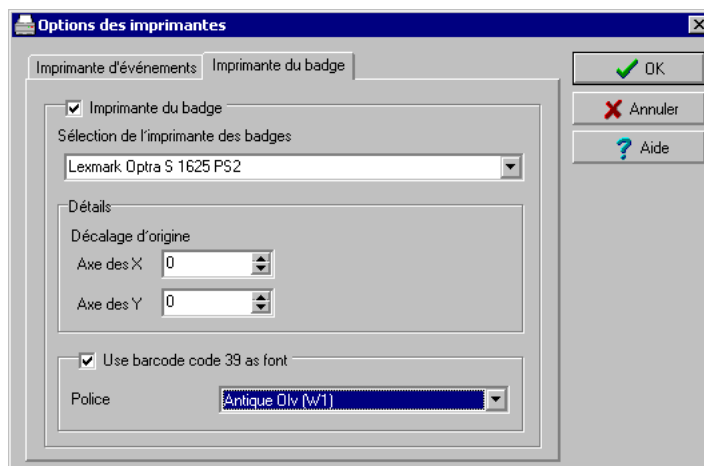 Options des imprimantes
Imprimante d'événements
Imprimante du badge
OK
Annuler
Aide
Imprimante du badge
Sélection de l'imprimante des badges
Lexmark Optra S 1625 PS2
Détails
Décalage d'origine
Axe des X 0
Axe des Y 0
Use barcode code 39 as font
Police Antique Olv (W1)